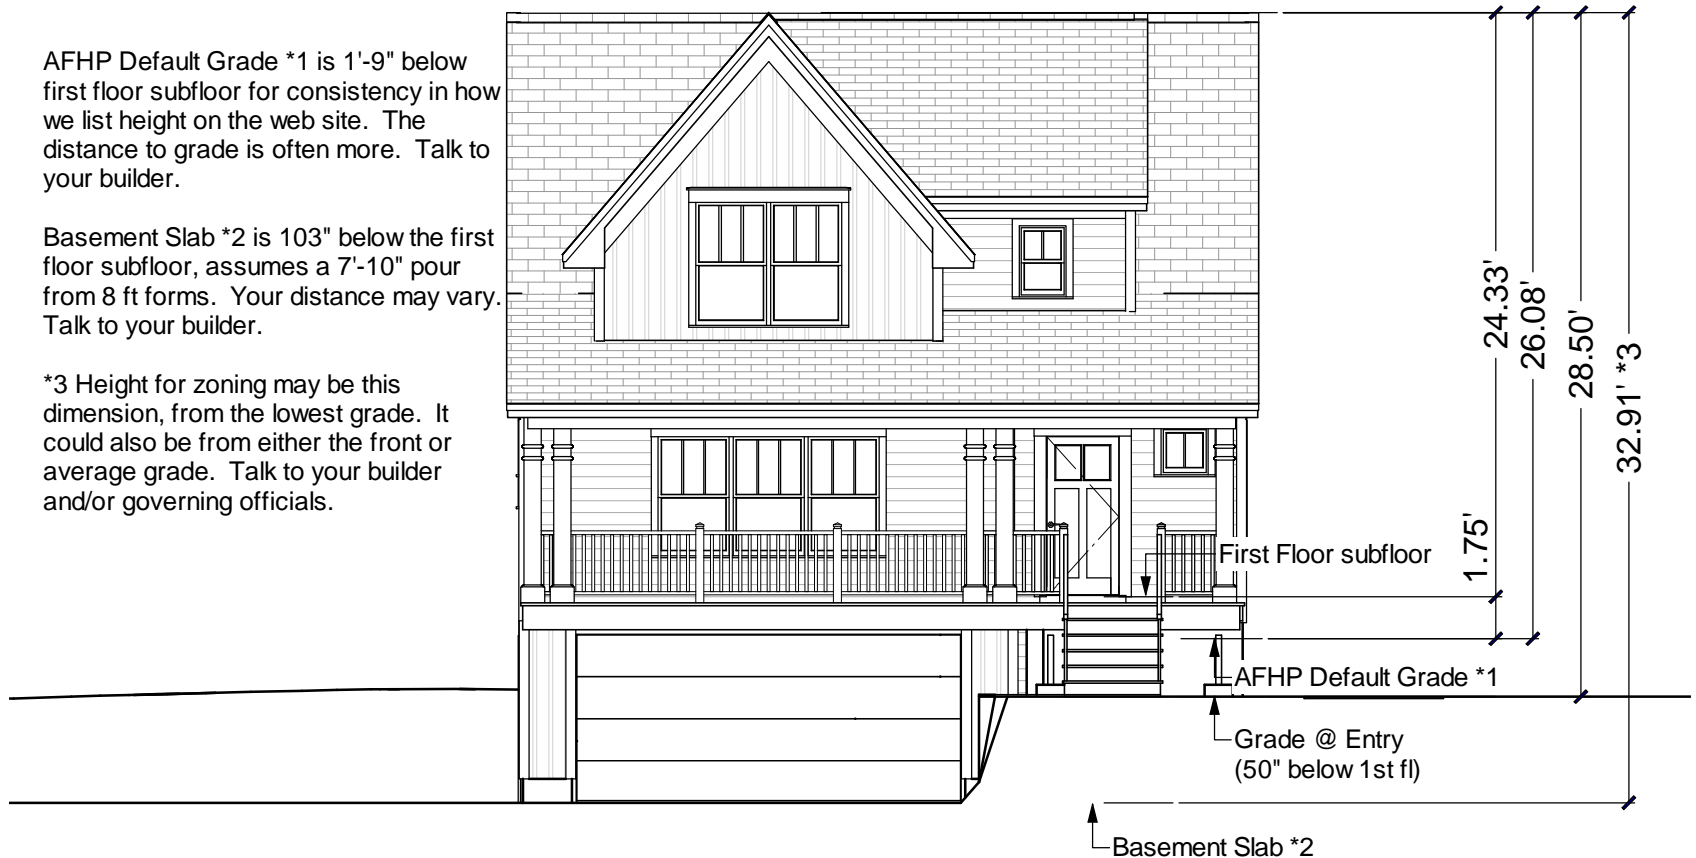 AFHP Default Grade *1 is 1'-9" below
first floor subfloor for consistency in how
we list height on the web site.  The
distance to grade is often more.  Talk to
your builder.
Basement Slab *2 is 103" below the first
floor subfloor, assumes a 7'-10" pour
from 8 ft forms.  Your distance may vary.
Talk to your builder.
*3 Height for zoning may be this
dimension, from the lowest grade.  It
could also be from either the front or
average grade.  Talk to your builder
and/or governing officials.
24.33'
26.08'
28.50'
32.91' *3
1.75'
First Floor subfloor
AFHP Default Grade *1
Grade @ Entry
(50" below 1st fl)
Basement Slab *2